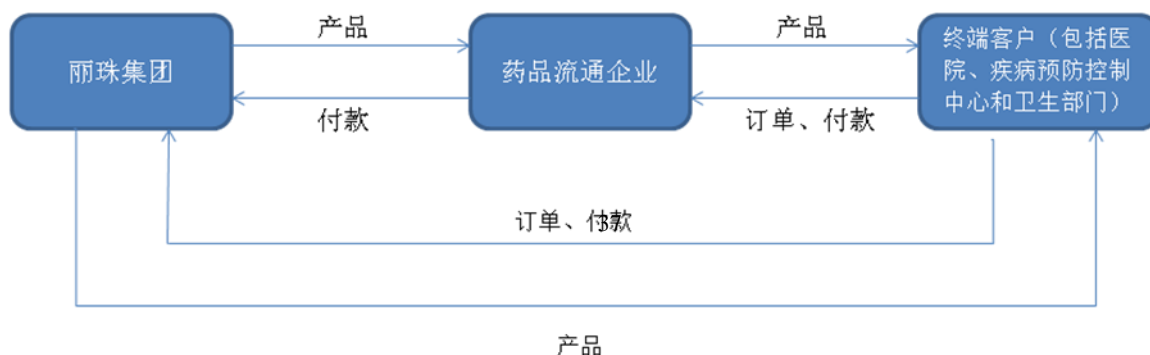 产品
产品
丽珠集团
药品流通企业
终端客户（包括医
院、疾病预防控制
中心和卫生部门）
付款
订单、付款
订单、付款
37
产品